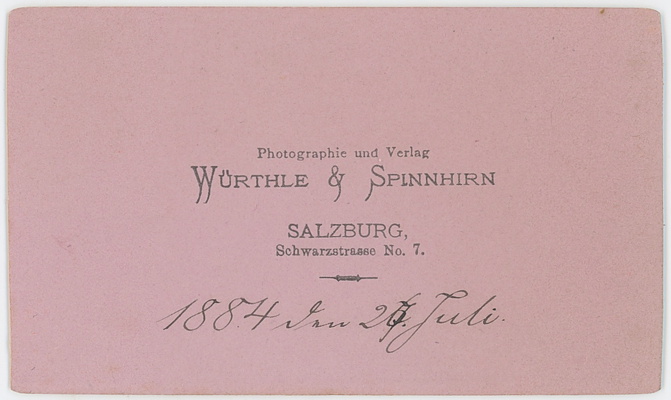 Photographie und Verlag
WÜRTHLE & SPINNHIRN
SALZBURG,
Schwarzstrasse No. 7.
1884 den Juli.